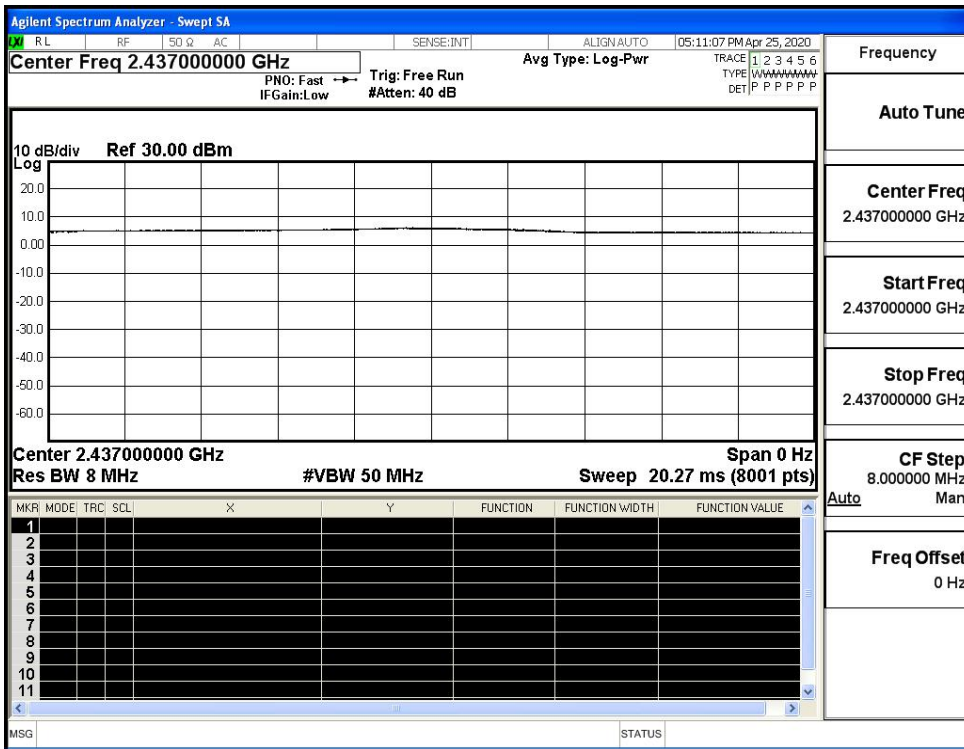 Agilent Spectrum Analyzer - Swept SA
LXI RL RF 50 Ω AC SENSE:INT ALIGN AUTO 05:11:07 PM Apr 25, 2020
Center Freq 2.437000000 GHz
PNO: Fast
IFGain:Low
Trig: Free Run
#Atten: 40 dB
Avg Type: Log-Pwr
TRACE 1 2 3 4 5 6
TYPE WWWWWW
DET P P P P P P
10 dB/div
Log
Ref 30.00 dBm
20.0
10.0
0.00
-10.0
-20.0
-30.0
-40.0
-50.0
-60.0
Center 2.437000000 GHz
Span 0 Hz
Res BW 8 MHz
#VBW 50 MHz
Sweep 20.27 ms (8001 pts)
MKR MODE TRC SCL X Y FUNCTION FUNCTION WIDTH FUNCTION VALUE
1
2
3
4
5
6
7
8
9
10
11
MSG
STATUS
Frequency
Auto Tune
Center Freq
2.437000000 GHz
Start Freq
2.437000000 GHz
Stop Freq
2.437000000 GHz
CF Step
8.000000 MHz
Auto Man
Freq Offset
0 Hz